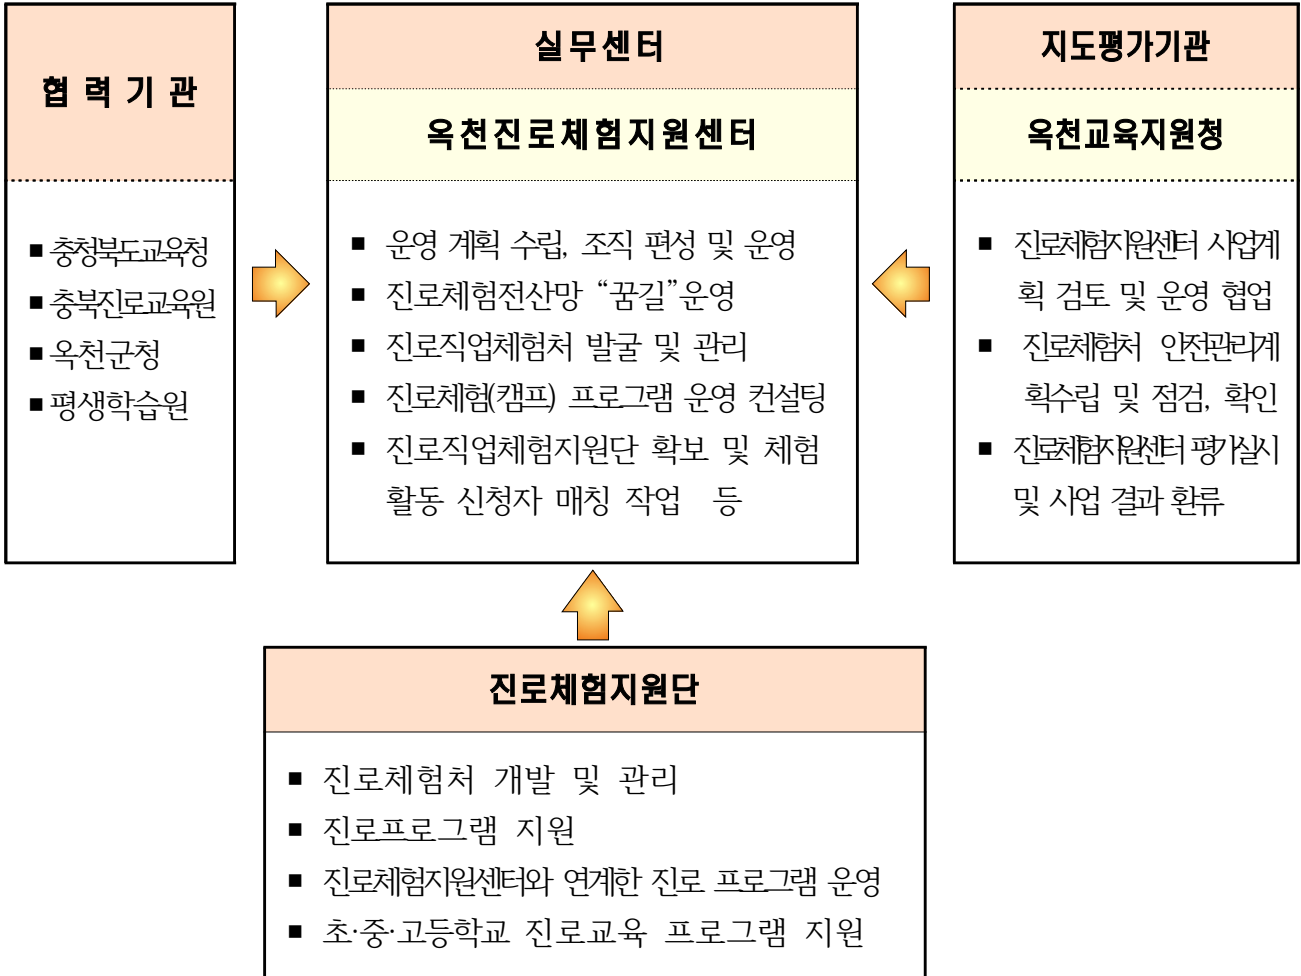 협 력 기 관
■ 충청북도교육청
■ 충북진로교육원
■ 옥천군청
■ 평생학습원
실무센터
옥천진로체험지원센터
■ 운영 계획 수립, 조직 편성 및 운영
■ 진로체험전산망 “꿈길”운영
■ 진로직업체험처 발굴 및 관리
■ 진로체험(캠프) 프로그램 운영 컨설팅
■ 진로직업체험지원단 확보 및 체험
활동 신청자 매칭 작업 등
지도평가기관
옥천교육지원청
■ 진로체험지원센터 사업계
획 검토 및 운영 협업
■ 진로체험처 안전관리계
획수립 및 점검, 확인
■ 진로체험지원센터 평가실시
및 사업 결과 환류
진로체험지원단
■ 진로체험처 개발 및 관리
■ 진로프로그램 지원
■ 진로체험지원센터와 연계한 진로 프로그램 운영
■ 초·중·고등학교 진로교육 프로그램 지원